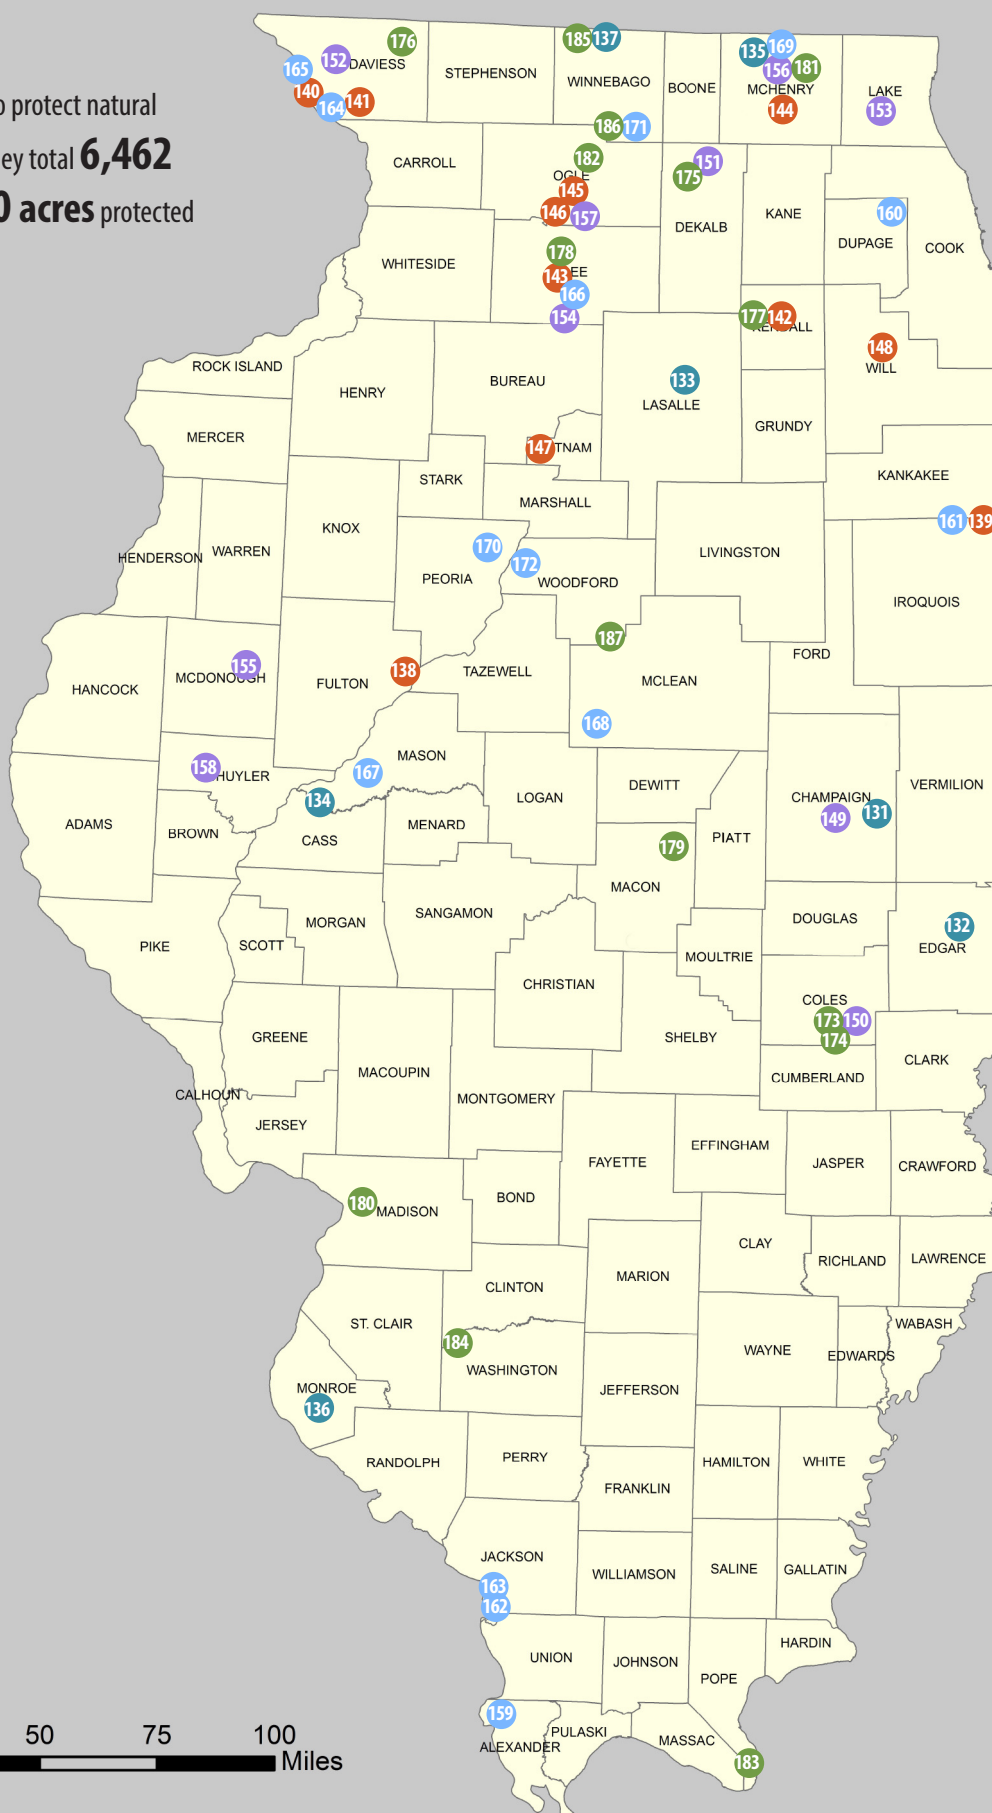 o protect natural
ey total 6,462
0 acres protected
176
185
137
135
169
152
DAVIESS
165
STEPHENSON
WINNEBAGO
BOONE
156
181
MCHENRY
LAKE
140
164
141
144
153
186
171
CARROLL
182
OGLE
151
175
145
146
157
DEKALB
KANE
160
DUPAGE
COOK
WHITESIDE
178
143
EE
166
154
177
142
KENDALL
148
WILL
ROCK ISLAND
HENRY
BUREAU
133
LASALLE
MERCER
GRUNDY
147
TNAM
KANKAKEE
STARK
MARSHALL
161
139
KNOX
HENDERSON
WARREN
170
172
PEORIA
WOODFORD
LIVINGSTON
IROQUOIS
187
FORD
155
MCDONOUGH
HANCOCK
FULTON
138
TAZEWELL
MCLEAN
168
158
HUYLER
167
MASON
134
LOGAN
DEWITT
CHAMPAIGN
149
131
VERMILION
ADAMS
BROWN
CASS
MENARD
PIATT
179
MACON
SANGAMON
MORGAN
SCOTT
PIKE
DOUGLAS
132
EDGAR
MOULTRIE
CHRISTIAN
COLES
173
150
174
GREENE
SHELBY
CLARK
MACOUPIN
CUMBERLAND
CALHOUN
MONTGOMERY
JERSEY
EFFINGHAM
FAYETTE
JASPER
CRAWFORD
180
MADISON
BOND
CLAY
RICHLAND
LAWRENCE
MARION
CLINTON
ST. CLAIR
WABASH
184
WASHINGTON
WAYNE
EDWARDS
MONROE
136
JEFFERSON
RANDOLPH
PERRY
HAMILTON
WHITE
FRANKLIN
JACKSON
WILLIAMSON
SALINE
GALLATIN
163
162
HARDIN
UNION
JOHNSON
POPE
159
PULASKI
ALEXANDER
MASSAC
183
50
75
100
Miles